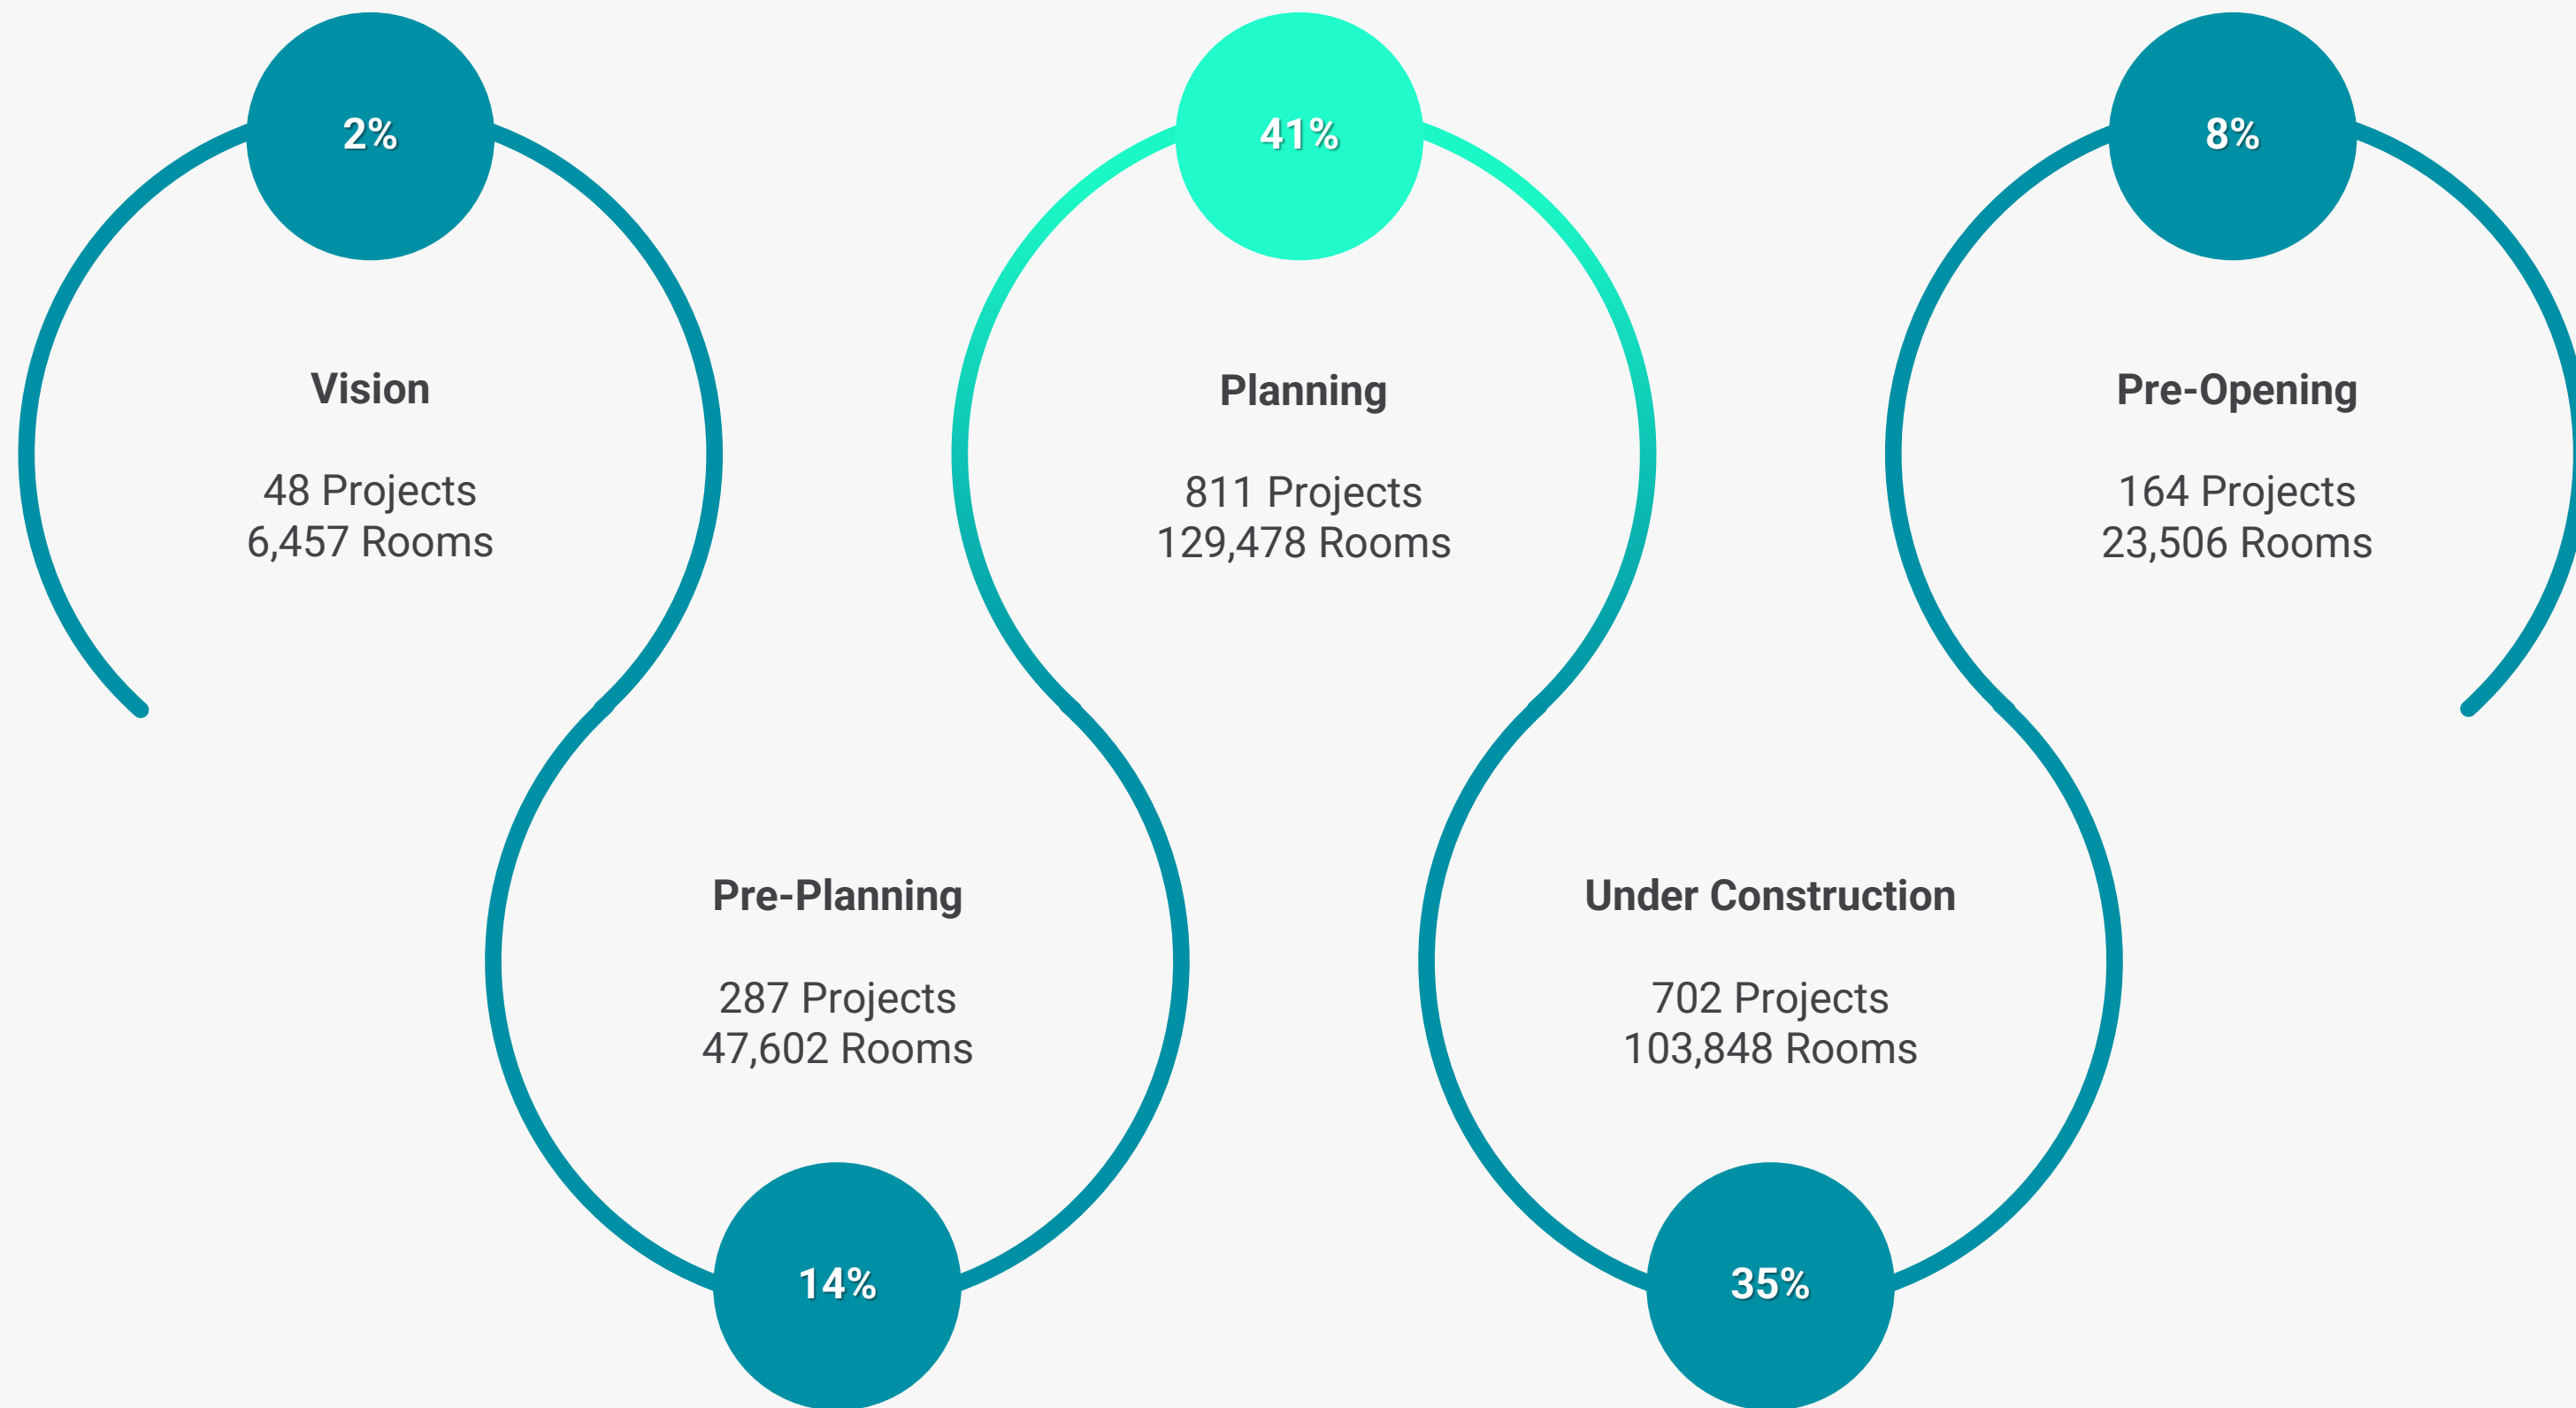 2%
Vision
48 Projects
6,457 Rooms
Pre-Planning
287 Projects
47,602 Rooms
14%
41%
Planning
811 Projects
129,478 Rooms
Under Construction
702 Projects
103,848 Rooms
35%
8%
Pre-Opening
164 Projects
23,506 Rooms